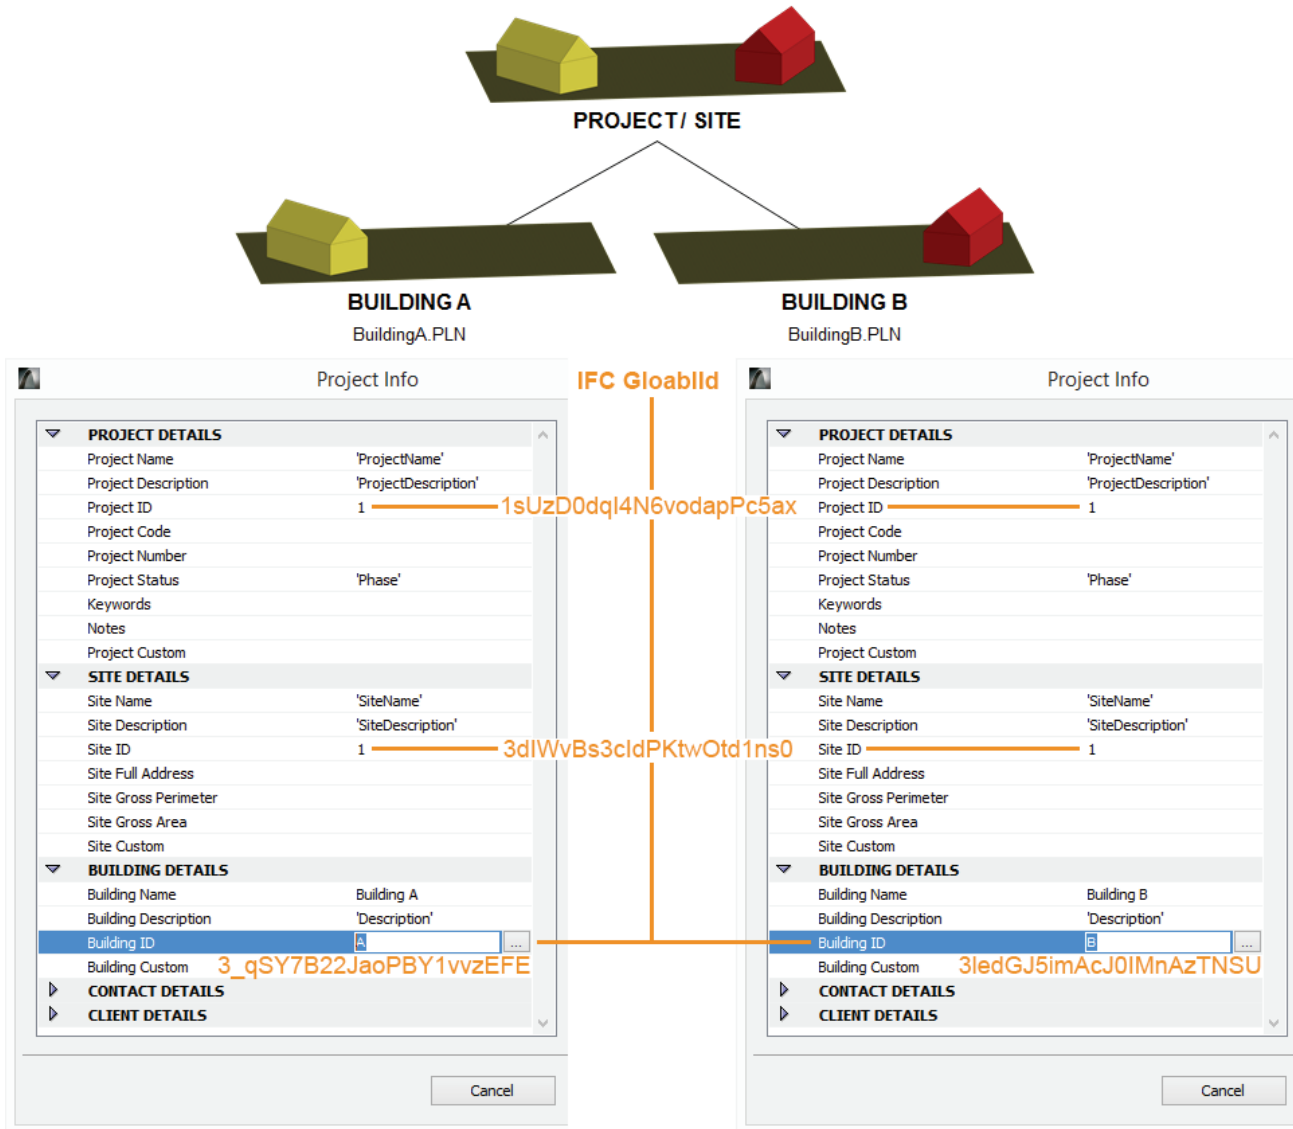 PROJECT / SITE
BUILDING A
BUILDING B
BuildingA.PLN
BuildingB.PLN
IFC GloablId
Project Info
PROJECT DETAILS
Project Name 'ProjectName'
Project Description 'ProjectDescription'
Project ID 1
Project Code
Project Number
Project Status 'Phase'
Keywords
Notes
Project Custom
SITE DETAILS
Site Name 'SiteName'
Site Description 'SiteDescription'
Site ID 1
Site Full Address
Site Gross Perimeter
Site Gross Area
Site Custom
BUILDING DETAILS
Building Name Building A
Building Description 'Description'
Building ID A ...
Building Custom 3_qSY7B22JaoPBY1vvzEFE
CONTACT DETAILS
CLIENT DETAILS
Cancel
1sUzD0dqI4N6vodapPc5ax
3dIWvBs3cIdPKtwOtd1ns0
Project Info
PROJECT DETAILS
Project Name 'ProjectName'
Project Description 'ProjectDescription'
Project ID 1
Project Code
Project Number
Project Status 'Phase'
Keywords
Notes
Project Custom
SITE DETAILS
Site Name 'SiteName'
Site Description 'SiteDescription'
Site ID 1
Site Full Address
Site Gross Perimeter
Site Gross Area
Site Custom
BUILDING DETAILS
Building Name Building B
Building Description 'Description'
Building ID B ...
Building Custom 3IedGJ5imAcJ0IMnAzTNSU
CONTACT DETAILS
CLIENT DETAILS
Cancel